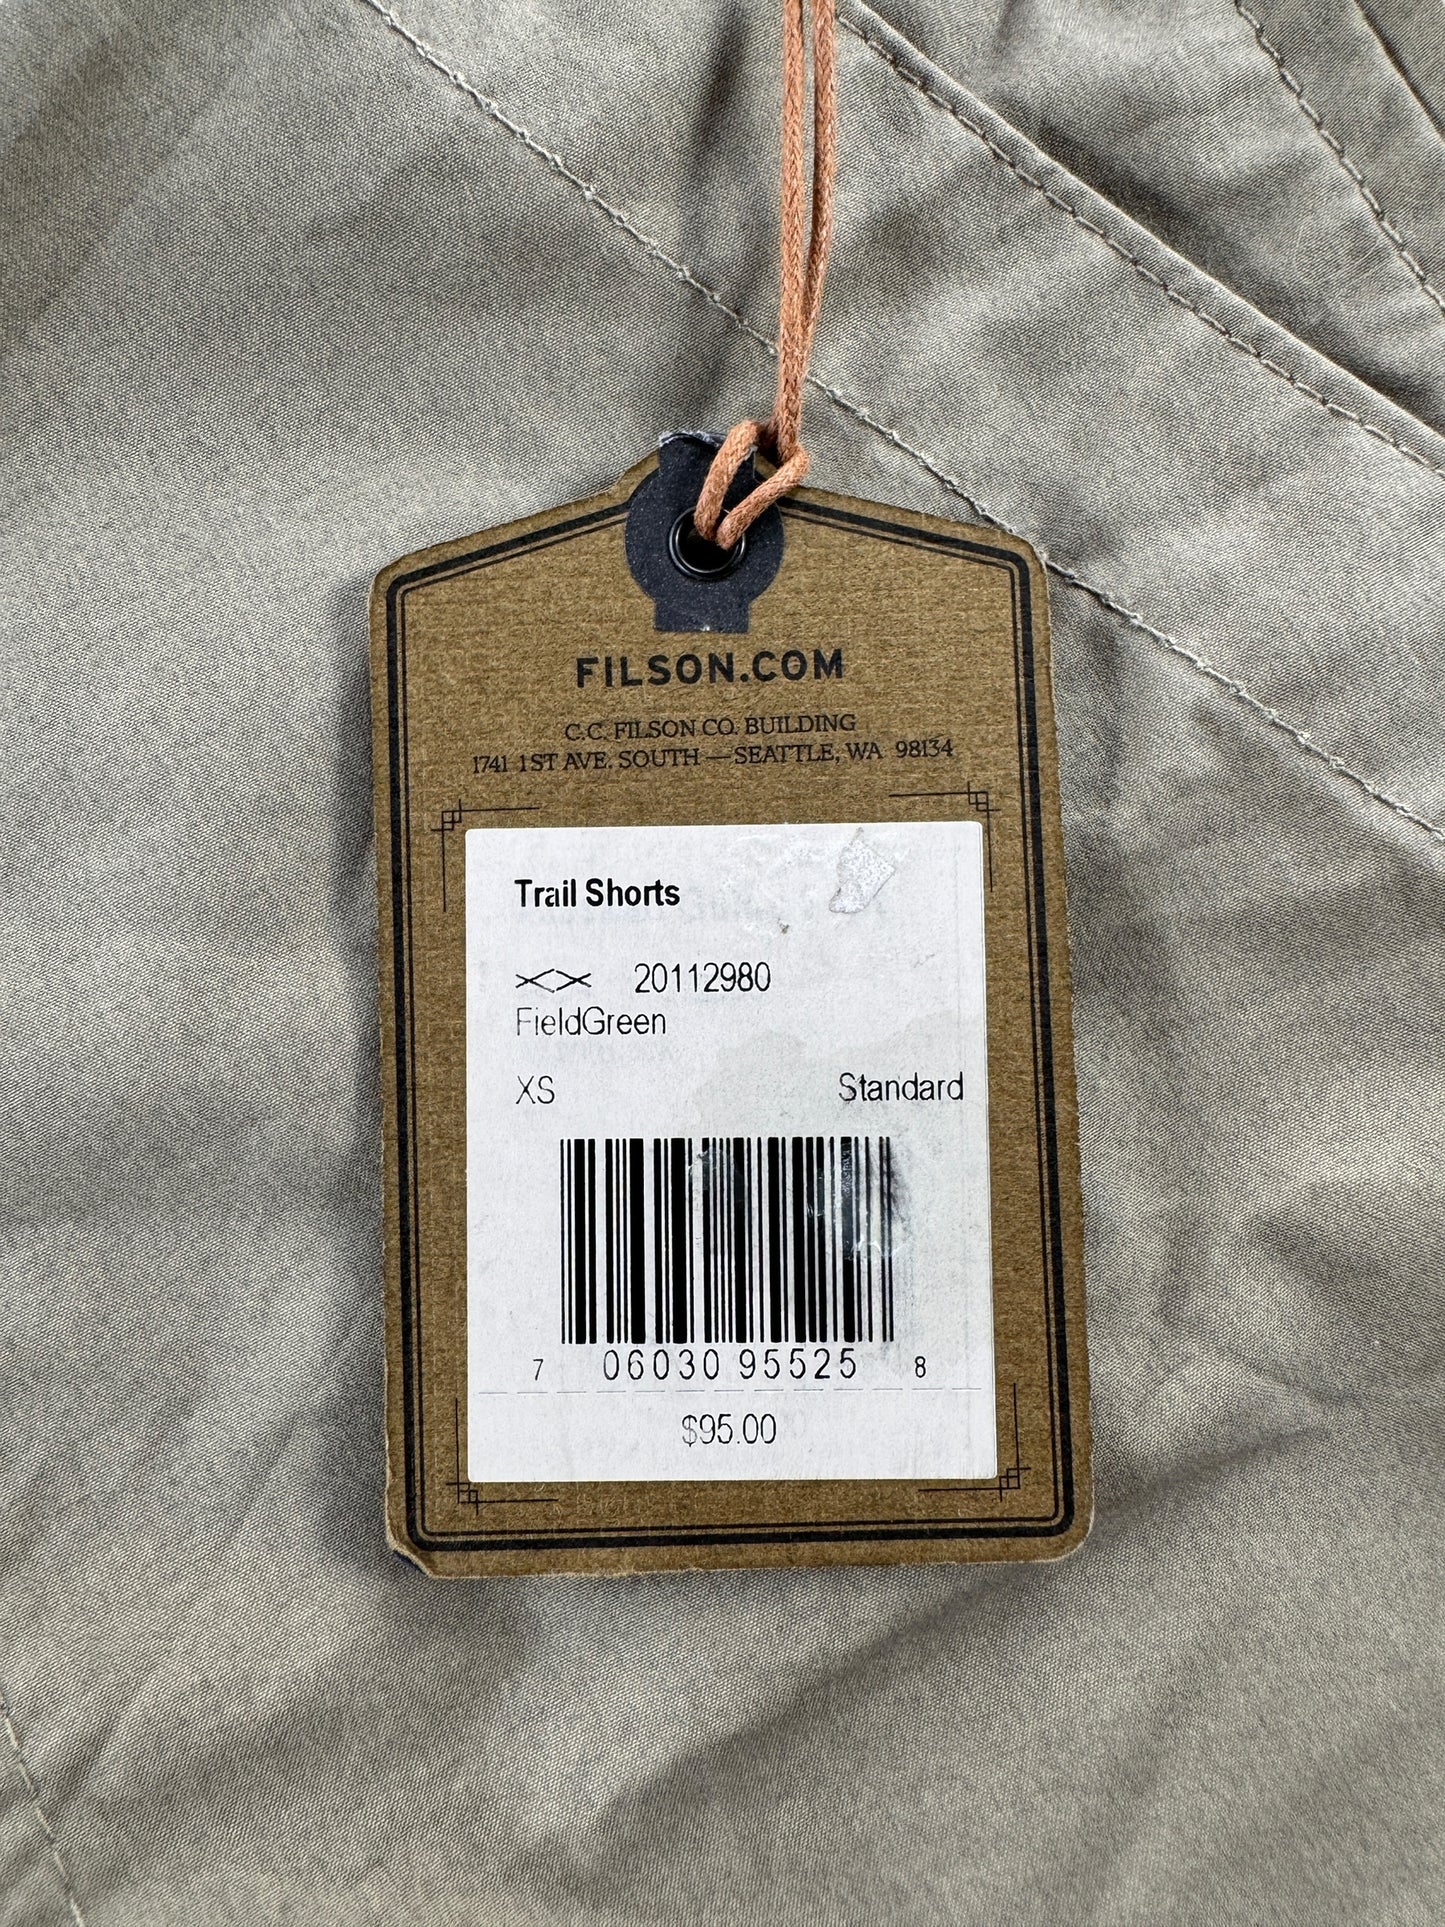 FILSON.COM
C.C. FILSON CO. BUILDING
1741 1ST AVE. SOUTH — SEATTLE, WA 98134
Trail Shorts
20112980
FieldGreen
XS Standard
7 06030 95525 8
$95.00